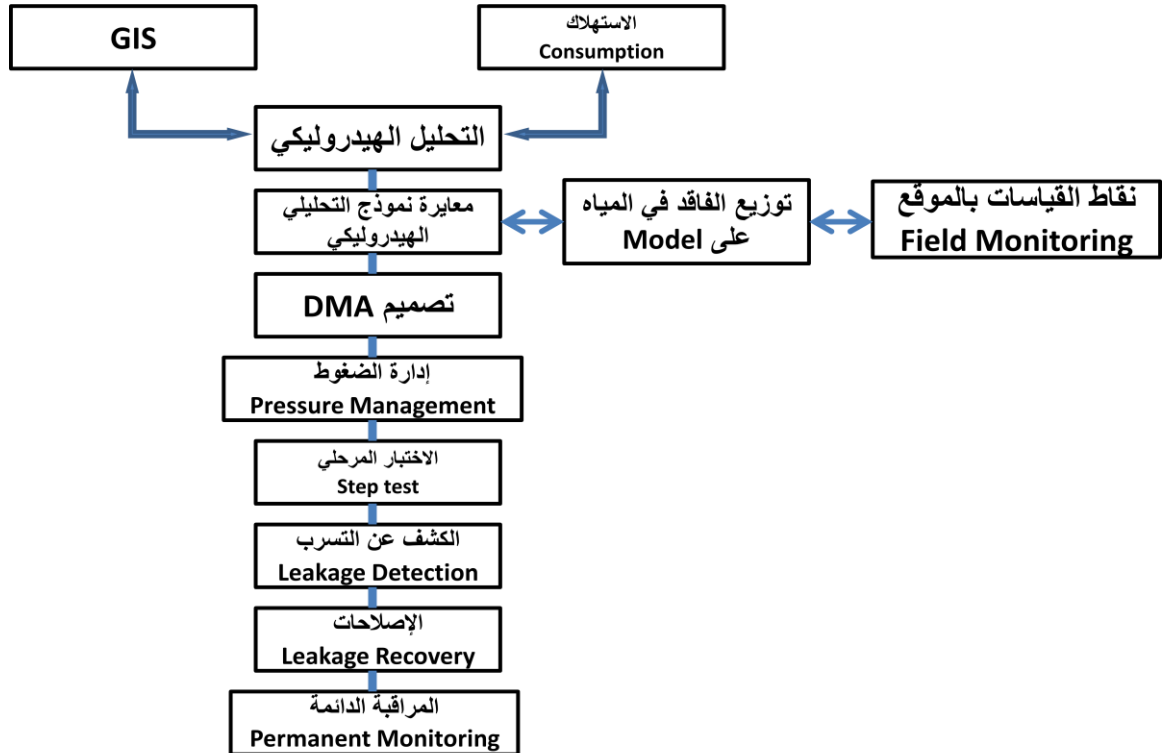 GIS
الاستهلاك
Consumption
التحليل الهيدروليكي
معايرة نموذج التحليلي
الهيدروليكي
توزيع الفاقد في المياه
على Model
نقاط القياسات بالموقع
Field Monitoring
تصميم DMA
إدارة الضغوط
Pressure Management
الاختبار المرحلي
Step test
الكشف عن التسرب
Leakage Detection
الإصلاحات
Leakage Recovery
المراقبة الدائمة
Permanent Monitoring